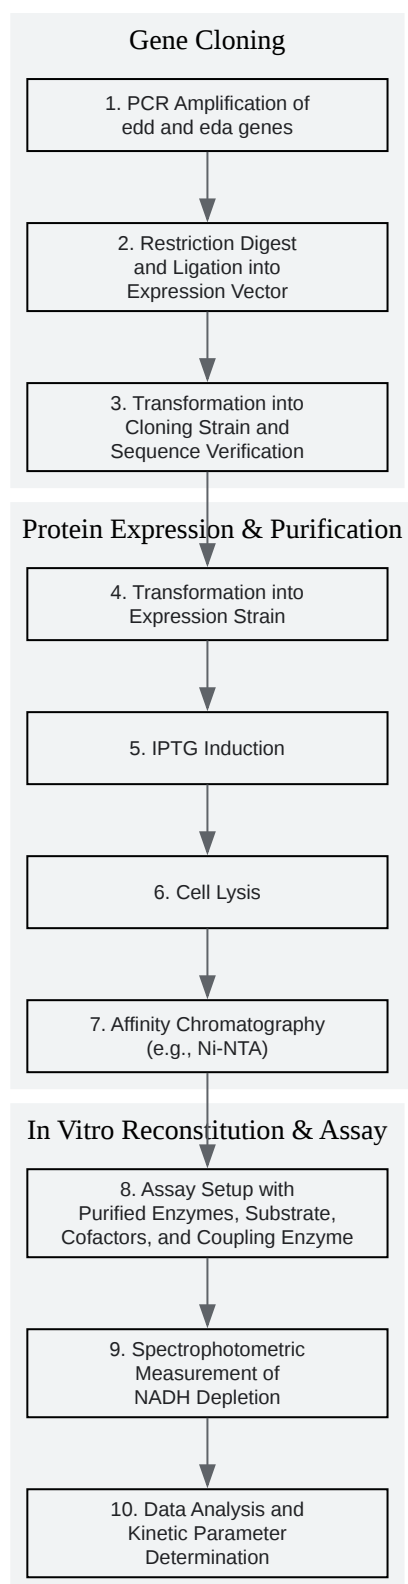 Gene Cloning
1. PCR Amplification of
edd and eda genes
2. Restriction Digest
and Ligation into
Expression Vector
3. Transformation into
Cloning Strain and
Sequence Verification
Protein Expression & Purification
4. Transformation into
Expression Strain
5. IPTG Induction
6. Cell Lysis
7. Affinity Chromatography
(e.g., Ni-NTA)
In Vitro Reconstitution & Assay
8. Assay Setup with
Purified Enzymes, Substrate,
Cofactors, and Coupling Enzyme
9. Spectrophotometric
Measurement of
NADH Depletion
10. Data Analysis and
Kinetic Parameter
Determination